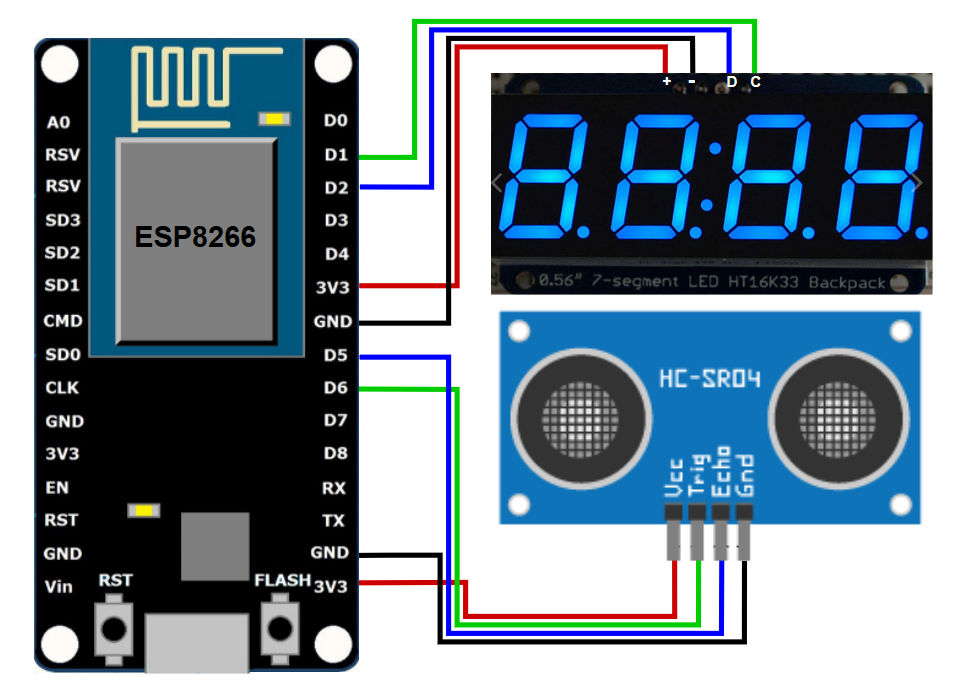 A0
RSV
RSV
SD3
SD2
SD1
CMD
SD0
CLK
GND
3V3
EN
RST
GND
Vin
ESP8266
RST
FLASH
D0
D1
D2
D3
D4
3V3
GND
D5
D6
D7
D8
RX
TX
GND
3V3
+ - D C
88:88
0.56" 7-segment LED HT16K33 Backpack
HC-SR04
Vcc
Trig
Echo
Gnd